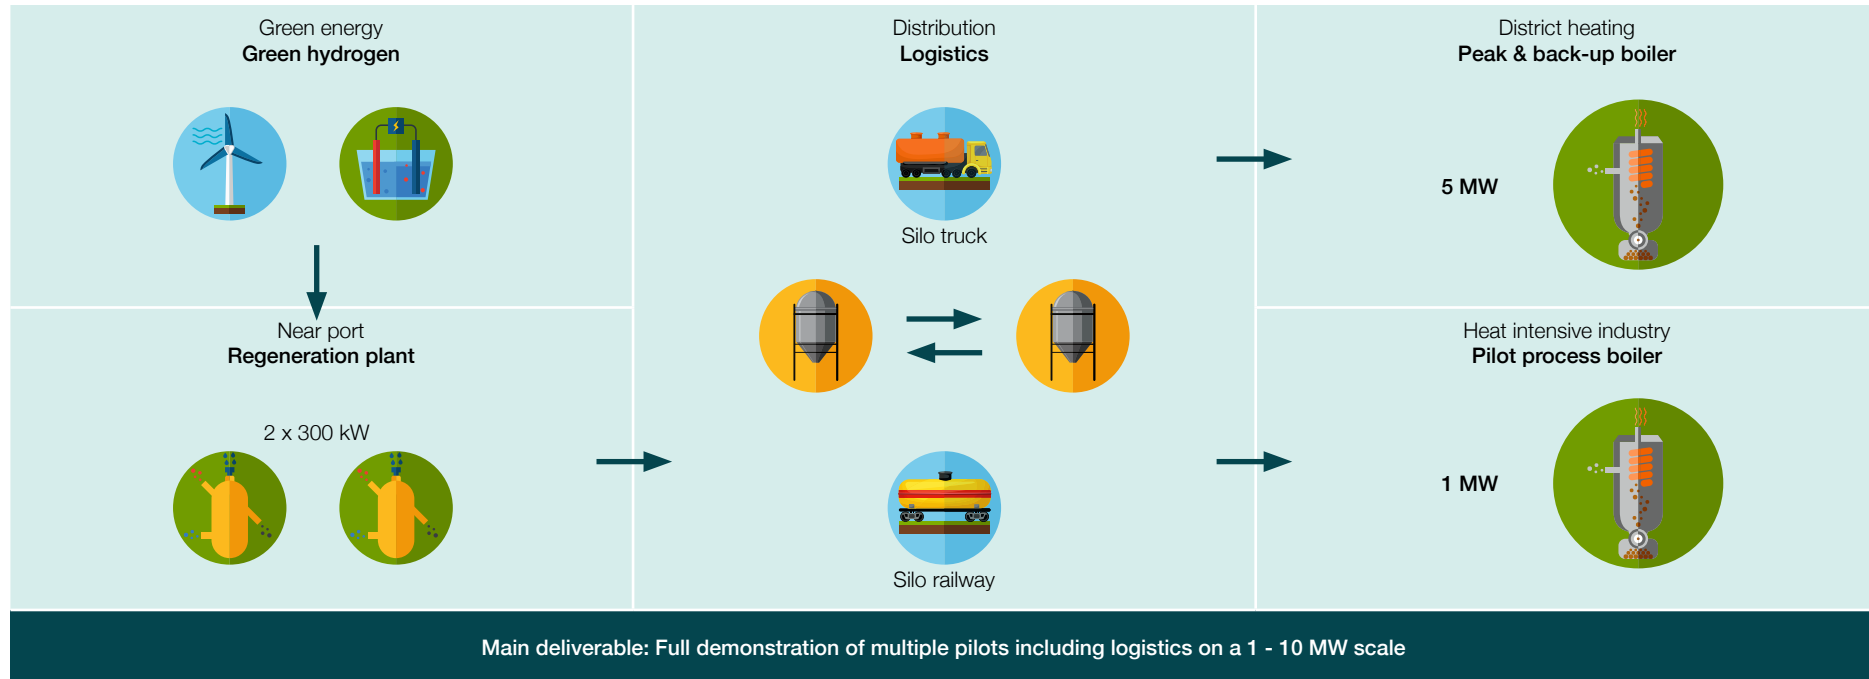 Green energy
Green hydrogen
Near port
Regeneration plant
2 x 300 kW
Distribution
Logistics
Silo truck
Silo railway
District heating
Peak & back-up boiler
5 MW
Heat intensive industry
Pilot process boiler
1 MW
Main deliverable: Full demonstration of multiple pilots including logistics on a 1 - 10 MW scale